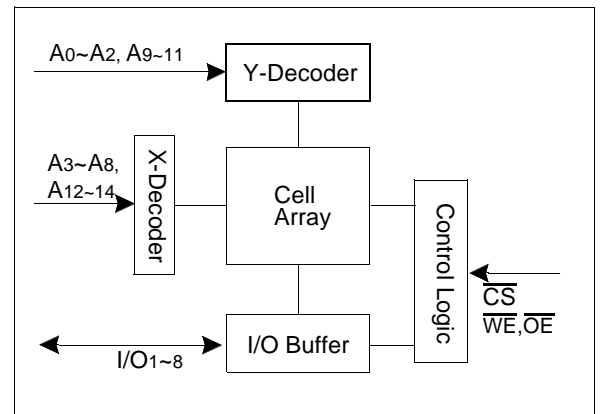 A0~A2, A9~11
Y-Decoder
A3~A8,
A12~14
X-Decoder
Cell
Array
Control Logic
CS
WE,OE
I/O Buffer
I/O1~8